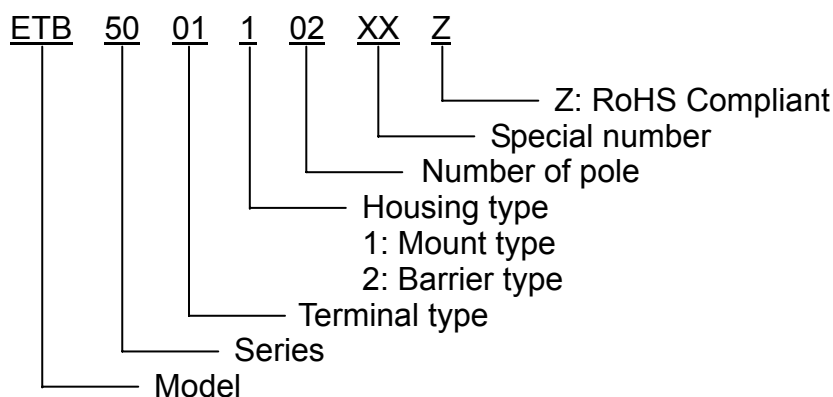 ETB 50 01 1 02 XX Z
Z: RoHS Compliant
Special number
Number of pole
Housing type
1: Mount type
2: Barrier type
Terminal type
Series
Model